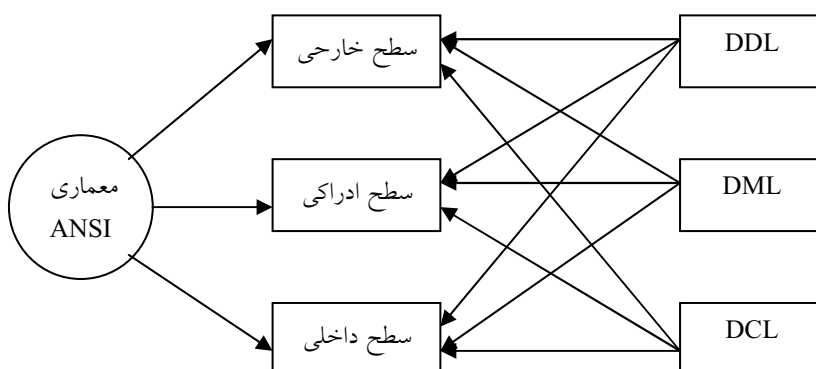 سطح خارجی
DDL
معماری
ANSI
سطح ادراکی
DML
سطح داخلی
DCL